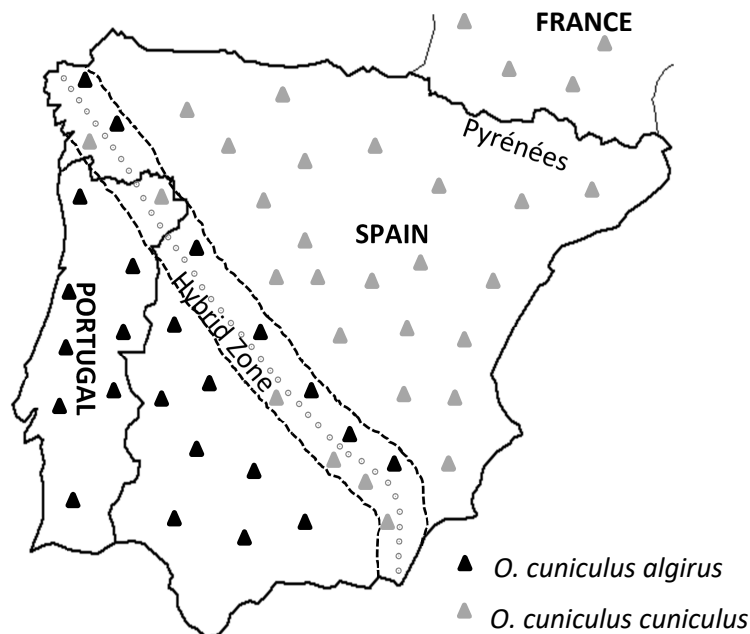 FRANCE
Pyrénées
SPAIN
PORTUGAL
Hybrid Zone
O. cuniculus algirus
O. cuniculus cuniculus